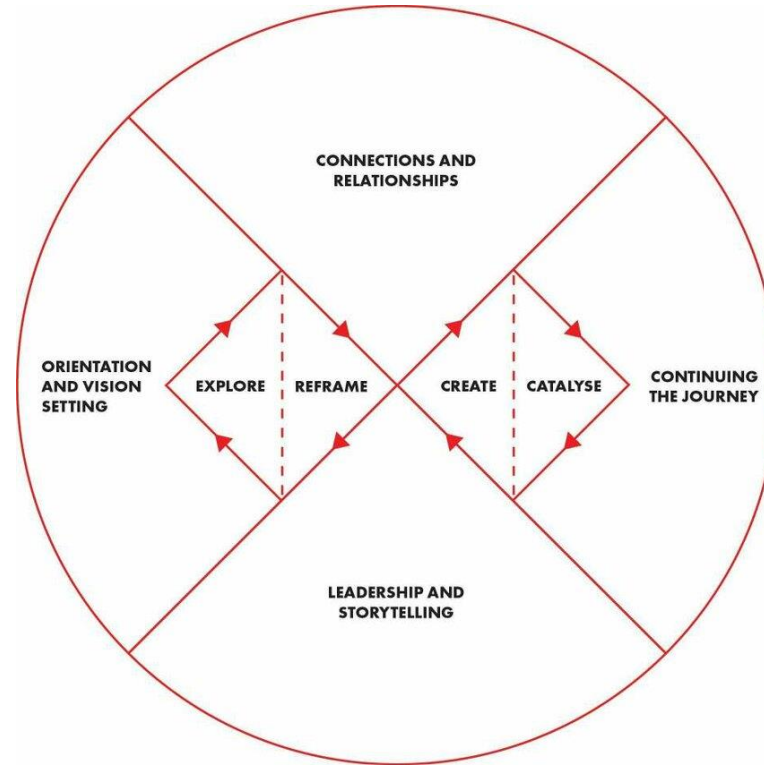 CONNECTIONS AND
RELATIONSHIPS
ORIENTATION
AND VISION
SETTING
EXPLORE
REFRAME
CREATE
CATALYSE
CONTINUING
THE JOURNEY
LEADERSHIP AND
STORYTELLING